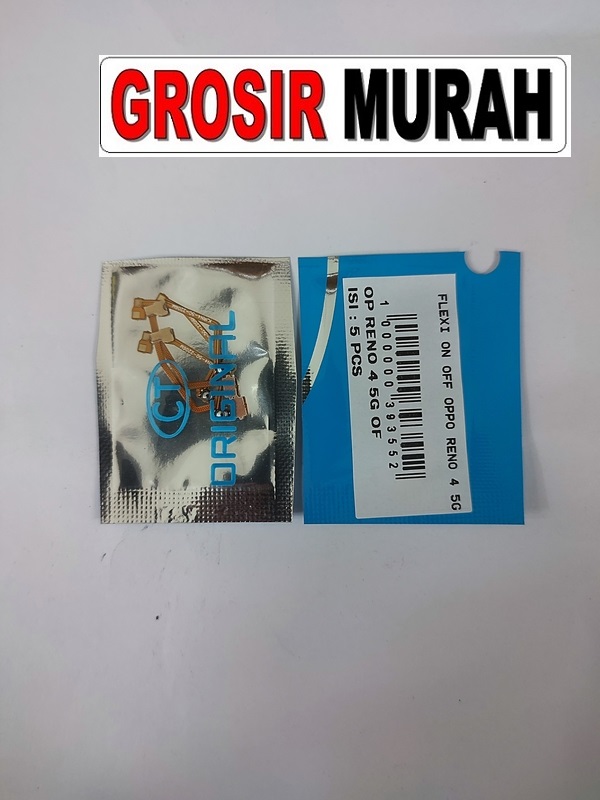 GROSIR MURAH
CT
ORIGINAL
FLEXI ON OFF OPPO RENO 4 5G
1 000000 393552
OP RENO 4 5G OF
ISI : 5 PCS